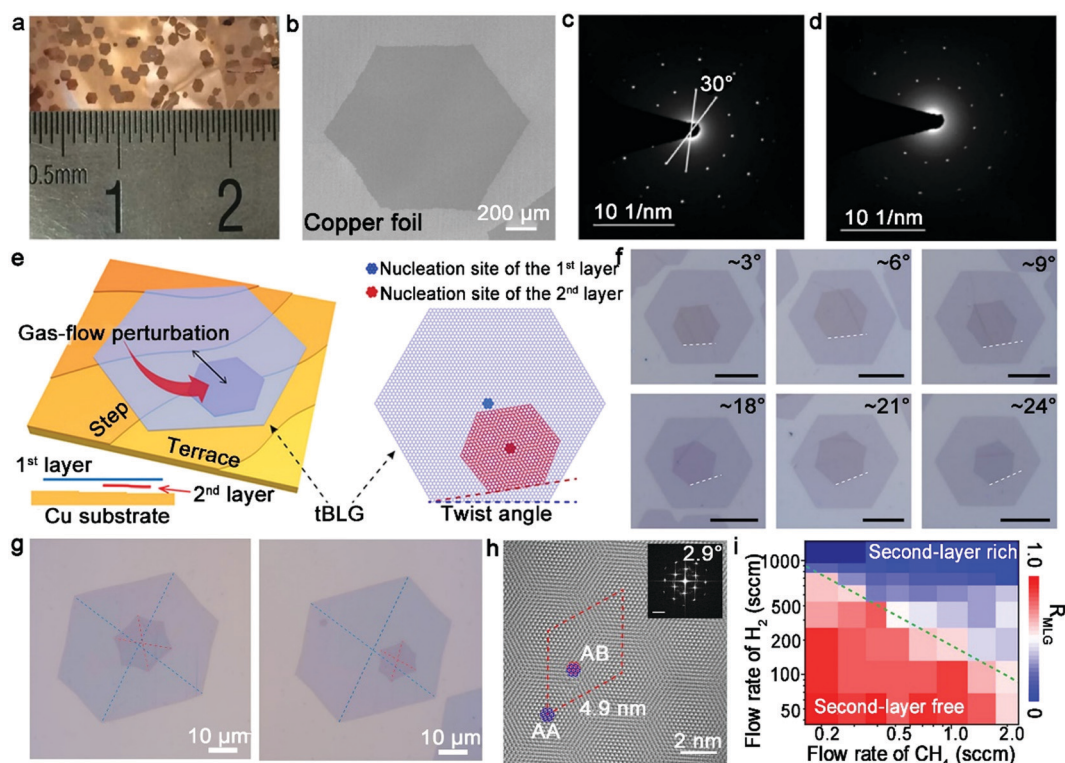 a
0.5mm
1
2
b
Copper foil
200 µm
c
30°
10 1/nm
d
10 1/nm
e
Gas-flow perturbation
Step
Terrace
1st layer
2nd layer
Cu substrate
tBLG
Nucleation site of the 1st layer
Nucleation site of the 2nd layer
Twist angle
f
~3°
~6°
~9°
~18°
~21°
~24°
g
10 µm
10 µm
h
2.9°
AB
4.9 nm
AA
2 nm
i
Second-layer rich
Second-layer free
Flow rate of H2 (sccm)
1000
500
200
100
50
0.2
0.5
1.0
2.0
Flow rate of CH4 (sccm)
1.0
RMLG
0